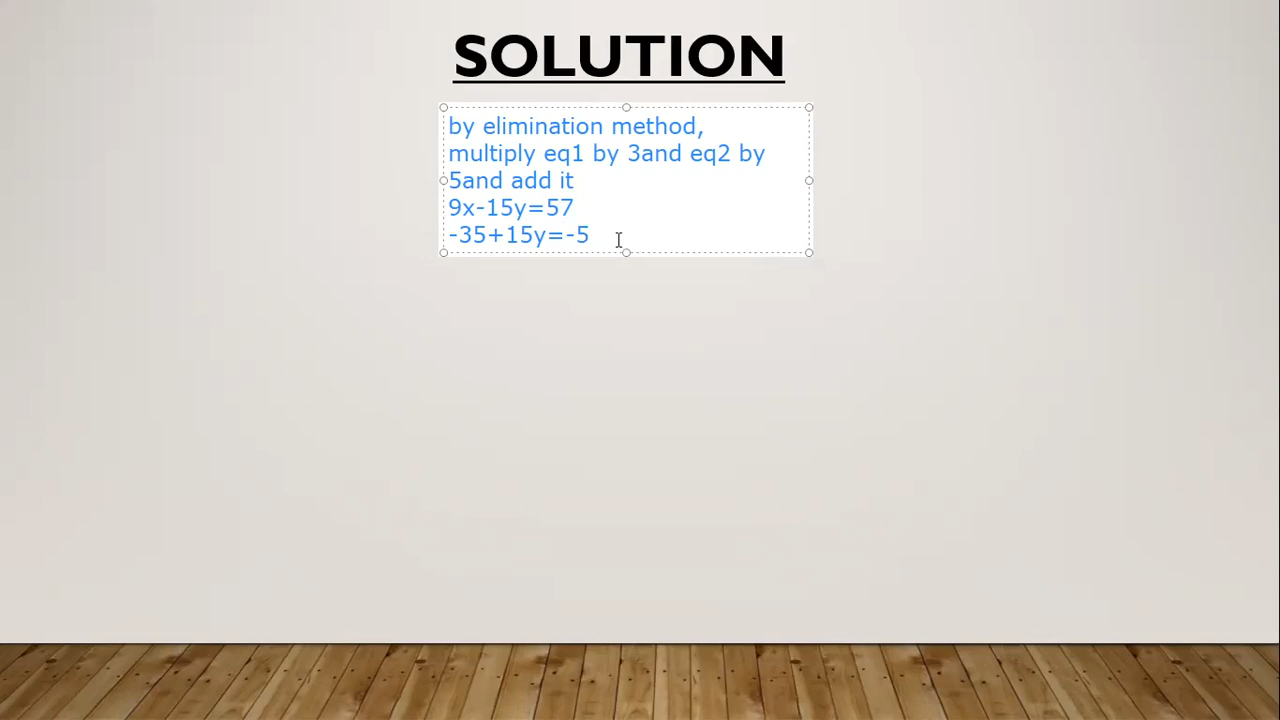 SOLUTION
by elimination method,
multiply eq1 by 3and eq2 by
5and add it
9x-15y=57
-35+15y=-5